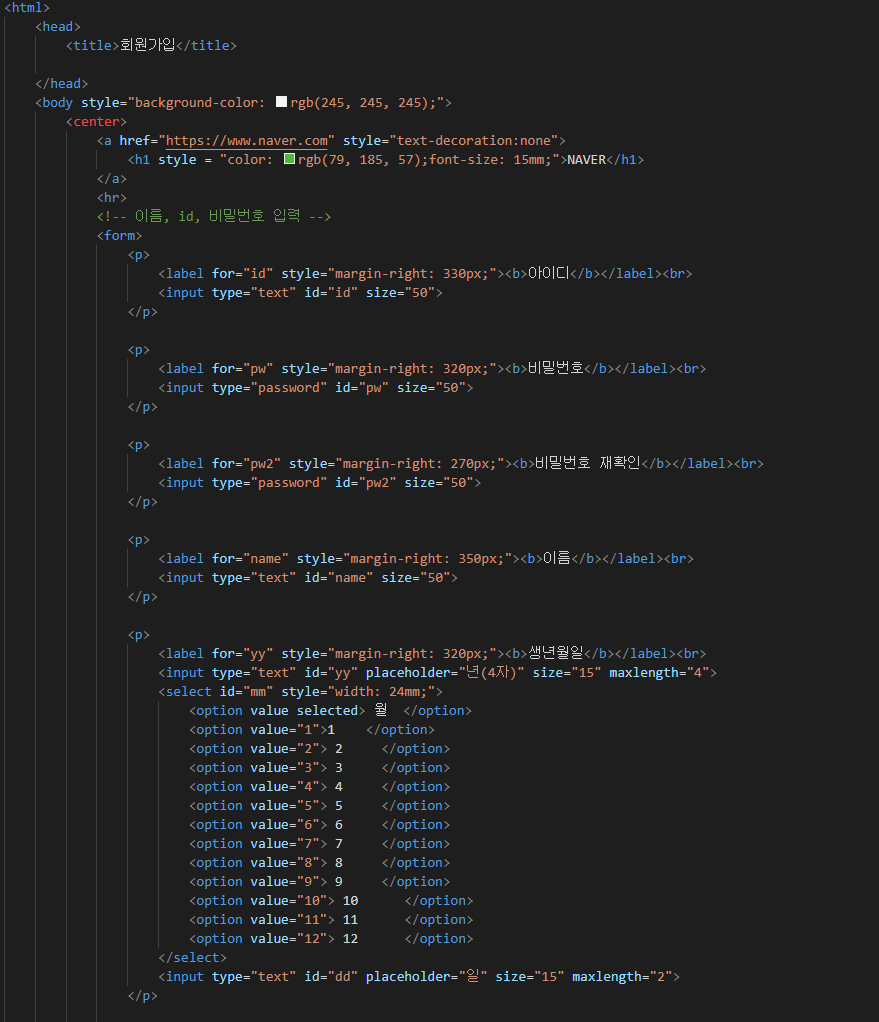 <html>
<head>
<title>회원가입</title>
</head>
<body style="background-color: rgb(245, 245, 245);">
<center>
<a href="https://www.naver.com" style="text-decoration:none">
<h1 style = "color: rgb(79, 185, 57);font-size: 15mm;">NAVER</h1>
</a>
<hr>
<!-- 이름, id, 비밀번호 입력 -->
<form>
<p>
<label for="id" style="margin-right: 330px;"><b>아이디</b></label><br>
<input type="text" id="id" size="50">
</p>
<p>
<label for="pw" style="margin-right: 320px;"><b>비밀번호</b></label><br>
<input type="password" id="pw" size="50">
</p>
<p>
<label for="pw2" style="margin-right: 270px;"><b>비밀번호 재확인</b></label><br>
<input type="password" id="pw2" size="50">
</p>
<p>
<label for="name" style="margin-right: 350px;"><b>이름</b></label><br>
<input type="text" id="name" size="50">
</p>
<p>
<label for="yy" style="margin-right: 320px;"><b>생년월일</b></label><br>
<input type="text" id="yy" placeholder="년(4자)" size="15" maxlength="4">
<select id="mm" style="width: 24mm;">
<option value selected> 월 </option>
<option value="1">1 </option>
<option value="2"> 2 </option>
<option value="3"> 3 </option>
<option value="4"> 4 </option>
<option value="5"> 5 </option>
<option value="6"> 6 </option>
<option value="7"> 7 </option>
<option value="8"> 8 </option>
<option value="9"> 9 </option>
<option value="10"> 10 </option>
<option value="11"> 11 </option>
<option value="12"> 12 </option>
</select>
<input type="text" id="dd" placeholder="일" size="15" maxlength="2">
</p>